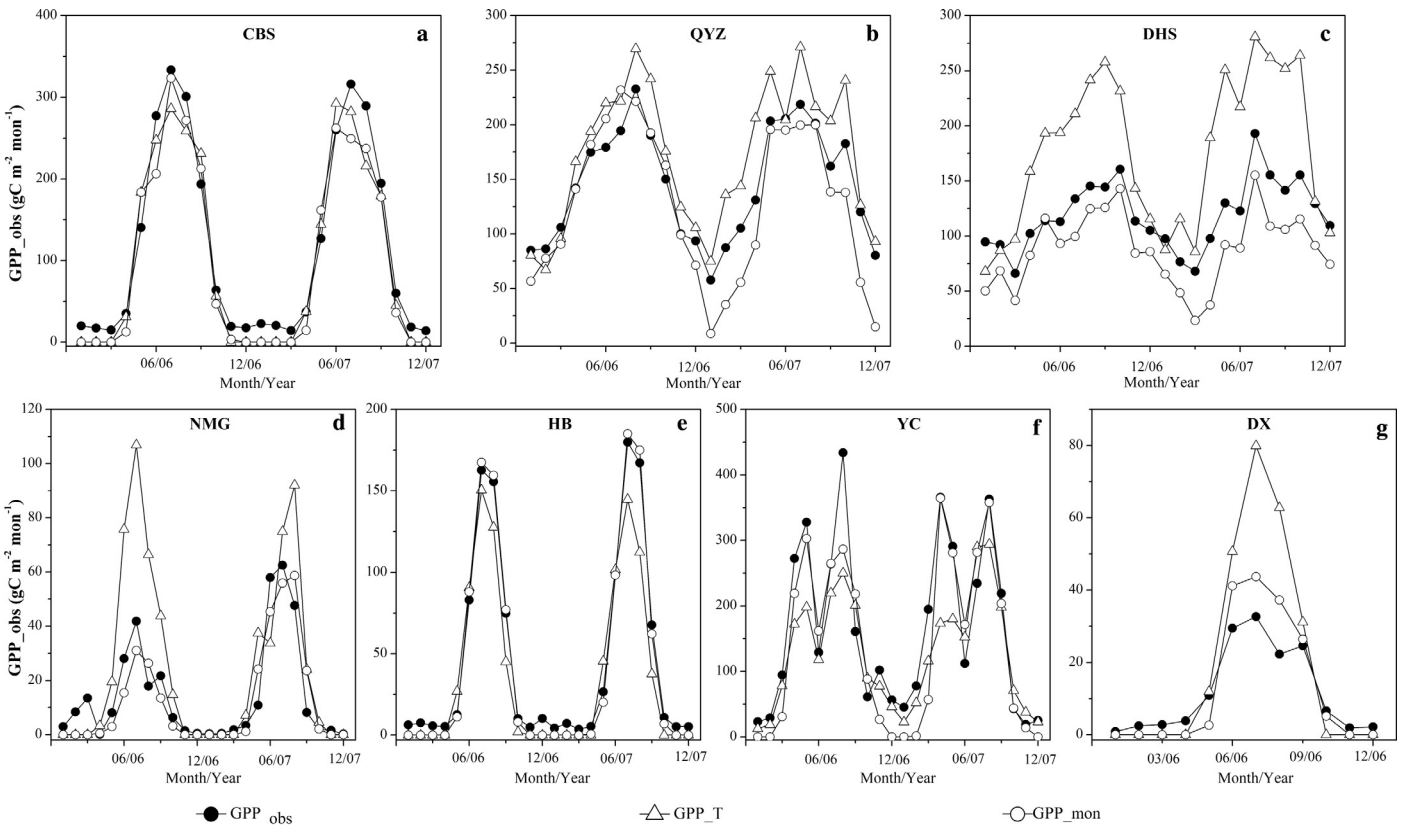 CBS a
GPP_obs (gC m⁻² mon⁻¹)
400
300
200
100
0
06/06 12/06 06/07 12/07
Month/Year
QYZ b
300
250
200
150
100
50
0
06/06 12/06 06/07 12/07
Month/Year
DHS c
300
250
200
150
100
50
0
06/06 12/06 06/07 12/07
Month/Year
NMG d
GPP_obs (gC m⁻² mon⁻¹)
120
100
80
60
40
20
0
06/06 12/06 06/07 12/07
Month/Year
HB e
200
150
100
50
0
06/06 12/06 06/07 12/07
Month/Year
YC f
500
400
300
200
100
0
06/06 12/06 06/07 12/07
Month/Year
DX g
80
60
40
20
0
03/06 06/06 09/06 12/06
Month/Year
GPP_obs GPP_T GPP_mon